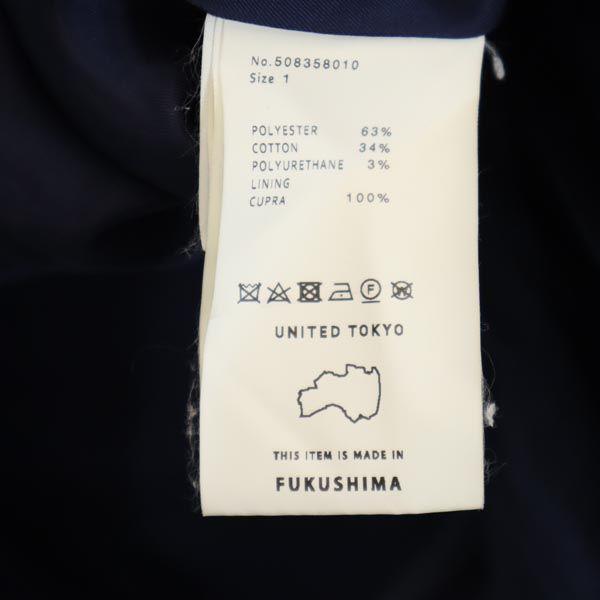 No.508358010
Size 1
POLYESTER 63%
COTTON 34%
POLYURETHANE 3%
LINING
CUPRA 100%
F W
UNITED TOKYO
THIS ITEM IS MADE IN
FUKUSHIMA